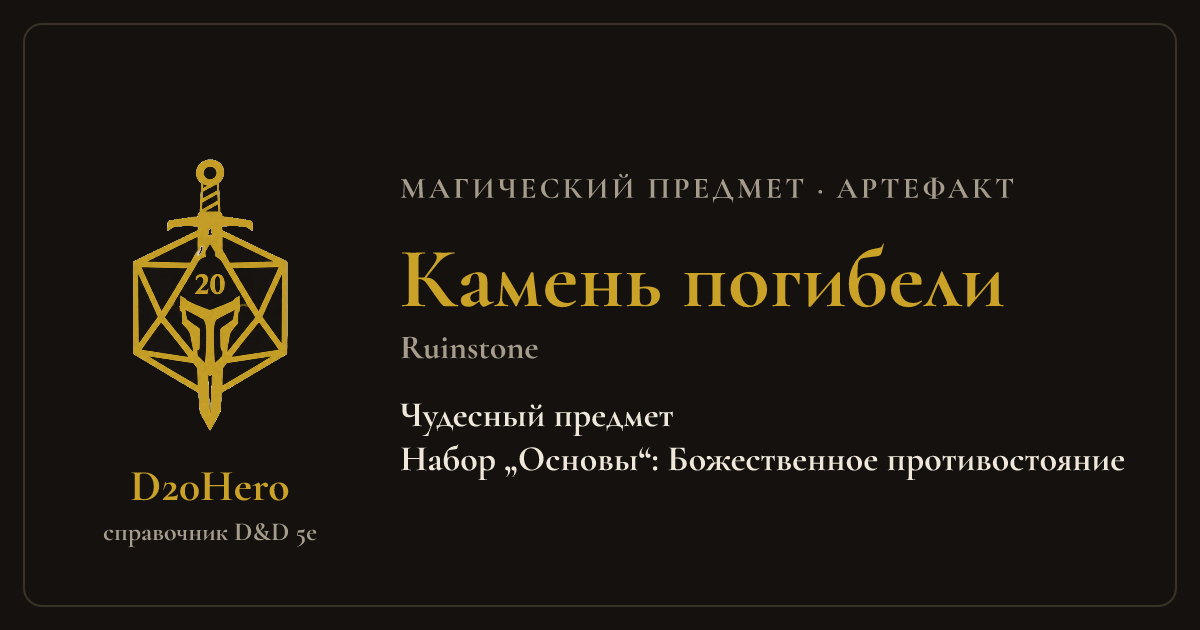 20
D20Hero
справочник D&D 5e
МАГИЧЕСКИЙ ПРЕДМЕТ · АРТЕФАКТ
Камень погибели
Ruinstone
Чудесный предмет
Набор „Основы“: Божественное противостояние